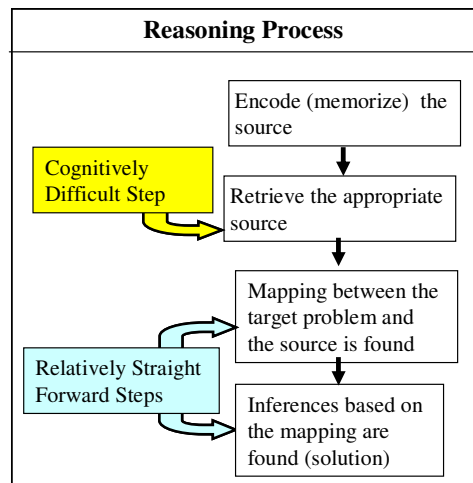 Reasoning Process
Encode (memorize) the
source
Cognitively
Difficult Step
Retrieve the appropriate
source
Mapping between the
target problem and
the source is found
Relatively Straight
Forward Steps
Inferences based on
the mapping are
found (solution)